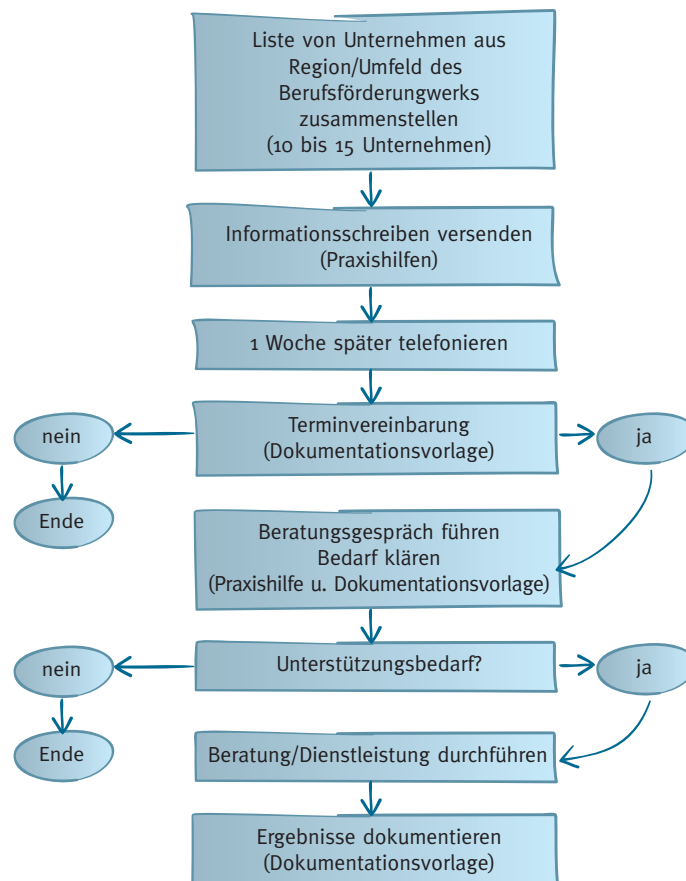 Liste von Unternehmen aus
Region/Umfeld des
Berufsförderungwerks
zusammenstellen
(10 bis 15 Unternehmen)
Informationsschreiben versenden
(Praxishilfen)
1 Woche später telefonieren
nein
Terminvereinbarung
(Dokumentationsvorlage)
ja
Ende
Beratungsgespräch führen
Bedarf klären
(Praxishilfe u. Dokumentationsvorlage)
nein
Unterstützungsbedarf?
ja
Ende
Beratung/Dienstleistung durchführen
Ergebnisse dokumentieren
(Dokumentationsvorlage)